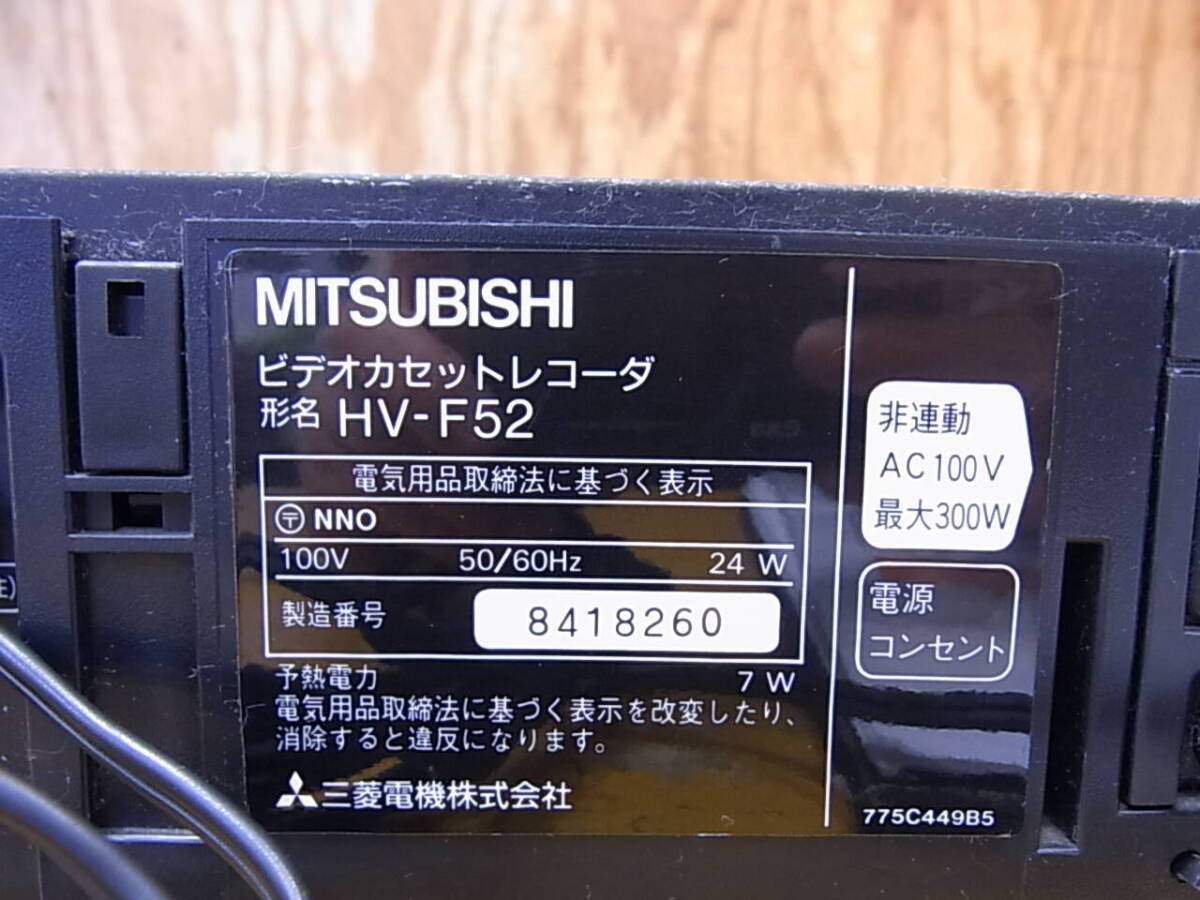 MITSUBISHI
ビデオカセットレコーダ
形名 HV-F52
電気用品取締法に基づく表示
〒 NNO
100V 50/60Hz 24 W
製造番号 8418260
予熱電力 7 W
電気用品取締法に基づく表示を改変したり、
消除すると違反になります。
三菱電機株式会社
非連動
AC100V
最大300W
電源
コンセント
775C449B5